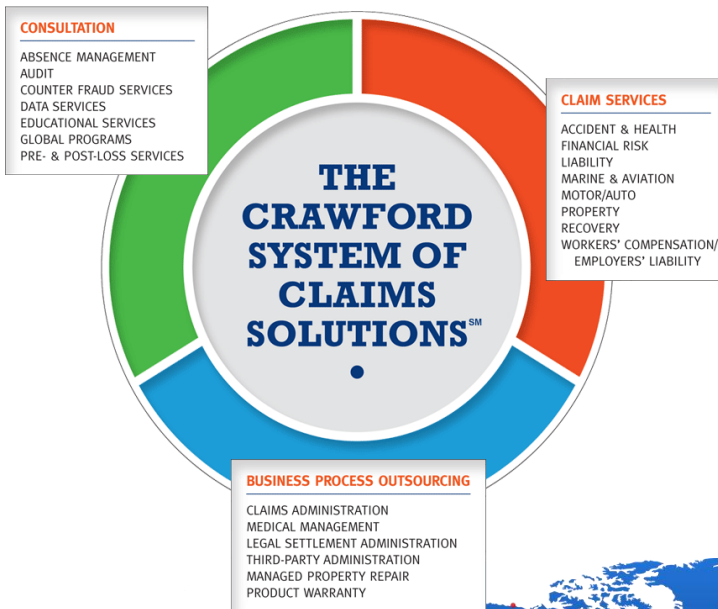 CONSULTATION
ABSENCE MANAGEMENT
AUDIT
COUNTER FRAUD SERVICES
DATA SERVICES
EDUCATIONAL SERVICES
GLOBAL PROGRAMS
PRE- & POST-LOSS SERVICES
CLAIM SERVICES
ACCIDENT & HEALTH
FINANCIAL RISK
LIABILITY
MARINE & AVIATION
MOTOR/AUTO
PROPERTY
RECOVERY
WORKERS' COMPENSATION/
EMPLOYERS' LIABILITY
THE
CRAWFORD
SYSTEM OF
CLAIMS
SOLUTIONS℠
BUSINESS PROCESS OUTSOURCING
CLAIMS ADMINISTRATION
MEDICAL MANAGEMENT
LEGAL SETTLEMENT ADMINISTRATION
THIRD-PARTY ADMINISTRATION
MANAGED PROPERTY REPAIR
PRODUCT WARRANTY